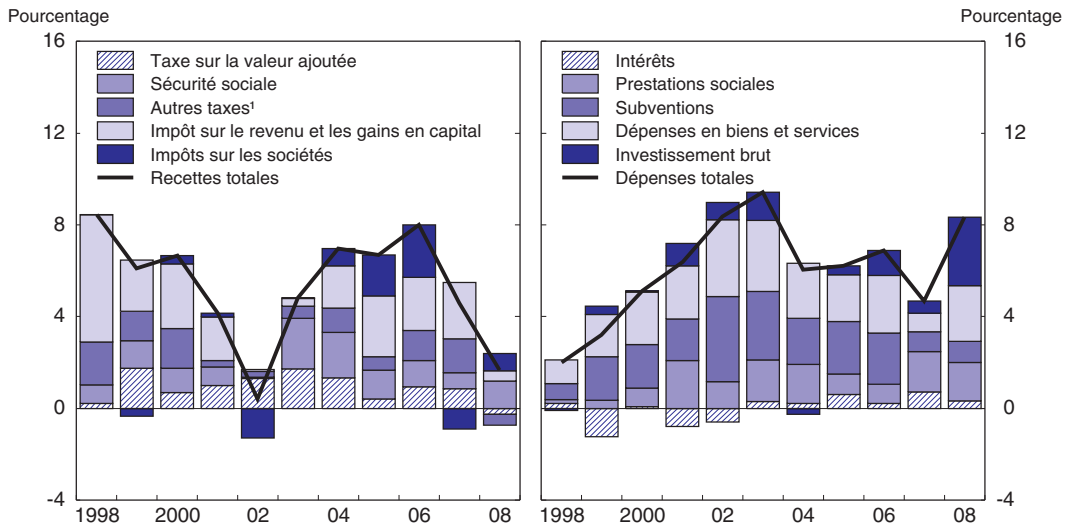 Pourcentage
Pourcentage
16
12
8
4
0
-4
Taxe sur la valeur ajoutée
Sécurité sociale
Autres taxes¹
Impôt sur le revenu et les gains en capital
Impôts sur les sociétés
Recettes totales
1998 2000 02 04 06 08
Intérêts
Prestations sociales
Subventions
Dépenses en biens et services
Investissement brut
Dépenses totales
16
12
8
4
0
-4
1998 2000 02 04 06 08